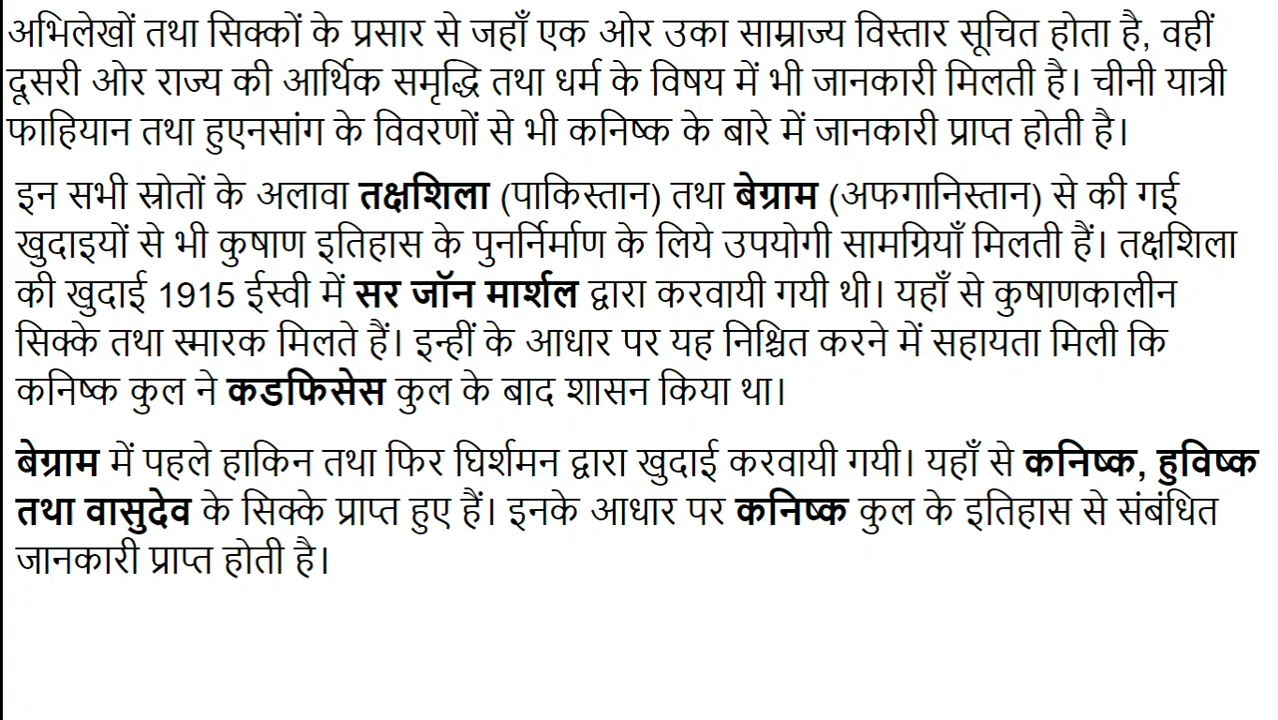 अभिलेखों तथा सिक्कों के प्रसार से जहाँ एक ओर उका साम्राज्य विस्तार सूचित होता है, वहीं
दूसरी ओर राज्य की आर्थिक समृद्धि तथा धर्म के विषय में भी जानकारी मिलती है। चीनी यात्री
फाहियान तथा हुएनसांग के विवरणों से भी कनिष्क के बारे में जानकारी प्राप्त होती है।
इन सभी स्रोतों के अलावा तक्षशिला (पाकिस्तान) तथा बेग्राम (अफगानिस्तान) से की गई
खुदाइयों से भी कुषाण इतिहास के पुनर्निर्माण के लिये उपयोगी सामग्रियाँ मिलती हैं। तक्षशिला
की खुदाई 1915 ईस्वी में सर जॉन मार्शल द्वारा करवायी गयी थी। यहाँ से कुषाणकालीन
सिक्के तथा स्मारक मिलते हैं। इन्हीं के आधार पर यह निश्चित करने में सहायता मिली कि
कनिष्क कुल ने कडफिसेस कुल के बाद शासन किया था।
बेग्राम में पहले हाकिन तथा फिर घिर्शमन द्वारा खुदाई करवायी गयी। यहाँ से कनिष्क, हुविष्क
तथा वासुदेव के सिक्के प्राप्त हुए हैं। इनके आधार पर कनिष्क कुल के इतिहास से संबंधित
जानकारी प्राप्त होती है।